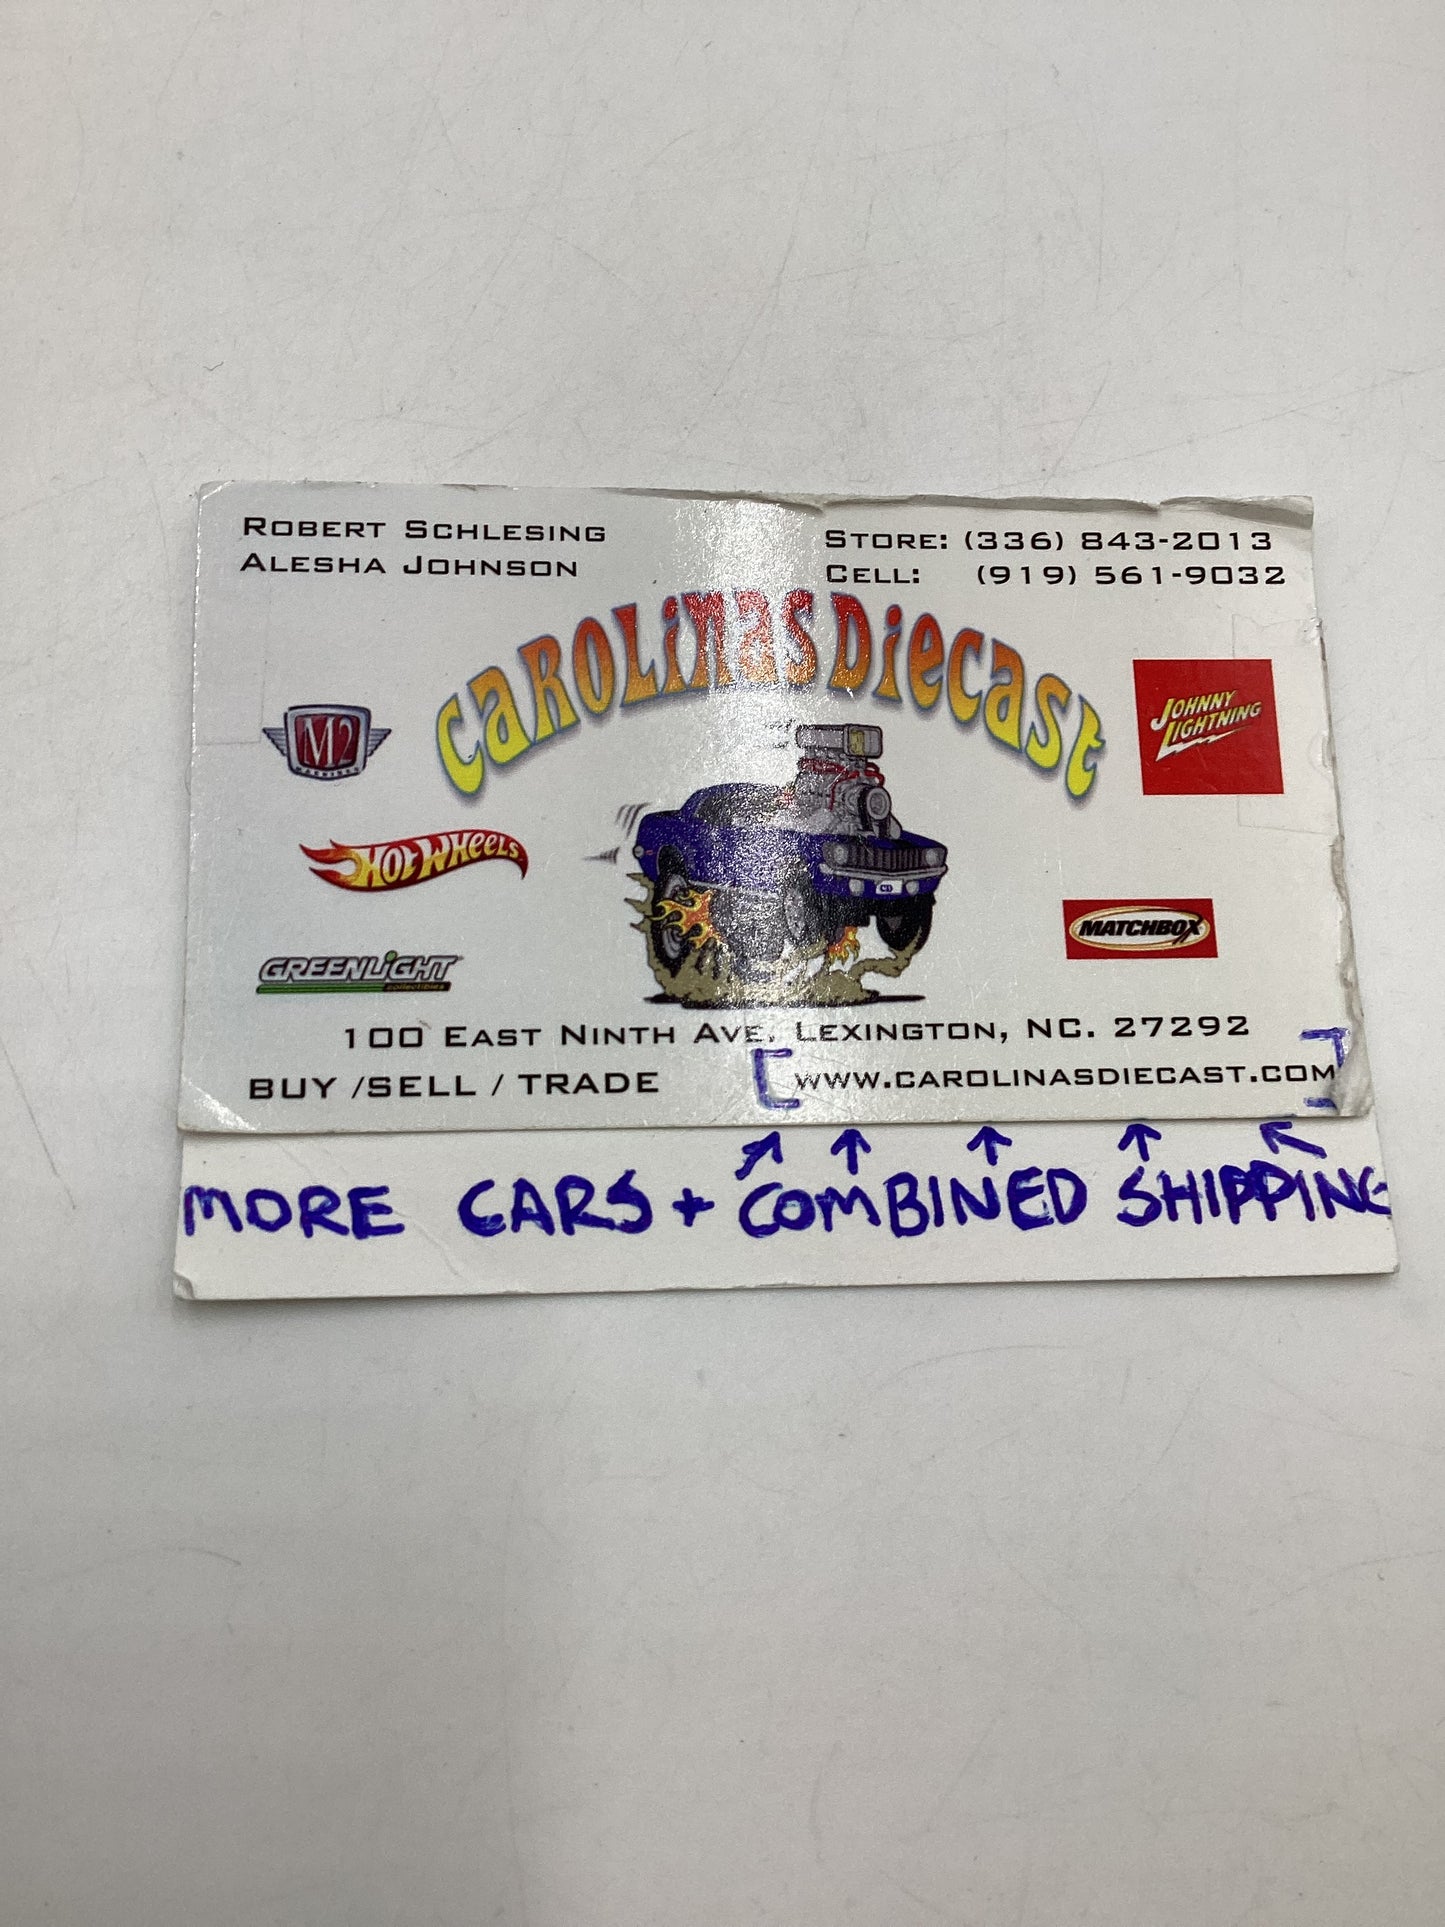 ROBERT SCHLESING
ALESHA JOHNSON
STORE: (336) 843-2013
CELL: (919) 561-9032
CAROLINAS DIECAST
M2
MACHINES
JOHNNY
LIGHTNING
HOT WHEELS
MATCHBOX
GREENLIGHT
collectibles
100 EAST NINTH AVE, LEXINGTON, NC. 27292
BUY /SELL / TRADE
WWW.CAROLINASDIECAST.COM
MORE CARS + COMBINED SHIPPING